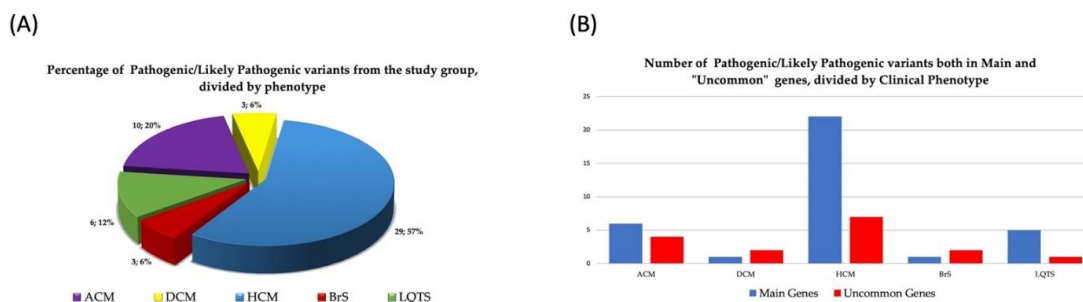 (A)
Percentage of Pathogenic/Likely Pathogenic variants from the study group,
divided by phenotype
3; 6%
10; 20%
6; 12%
3; 6%
29; 57%
ACM DCM HCM BrS LQTS
(B)
Number of Pathogenic/Likely Pathogenic variants both in Main and
"Uncommon" genes, divided by Clinical Phenotype
25
20
15
10
5
0
ACM DCM HCM BrS LQTS
Main Genes Uncommon Genes